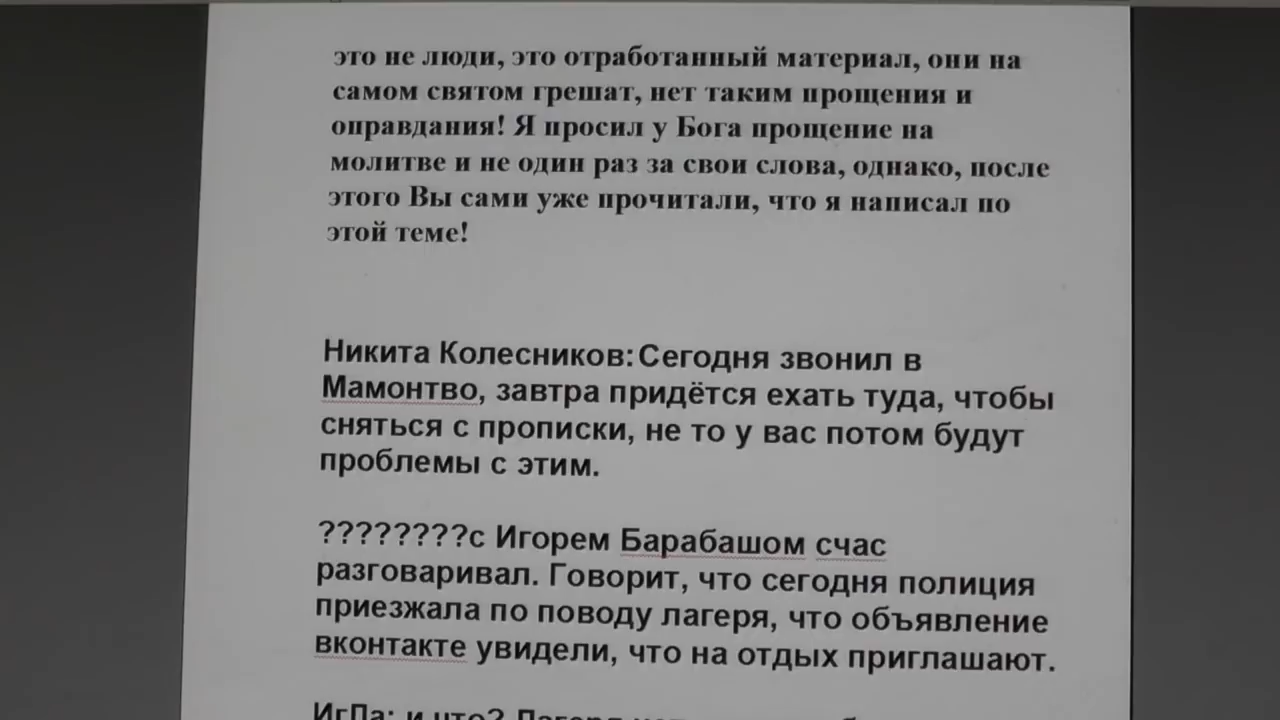 это не люди, это отработанный материал, они на
самом святом грешат, нет таким прощения и
оправдания! Я просил у Бога прощение на
молитве и не один раз за свои слова, однако, после
этого Вы сами уже прочитали, что я написал по
этой теме!
Никита Колесников:Сегодня звонил в
Мамонтво, завтра придётся ехать туда, чтобы
сняться с прописки, не то у вас потом будут
проблемы с этим.
????????с Игорем Барабашом счас
разговаривал. Говорит, что сегодня полиция
приезжала по поводу лагеря, что объявление
вконтакте увидели, что на отдых приглашают.
и что?